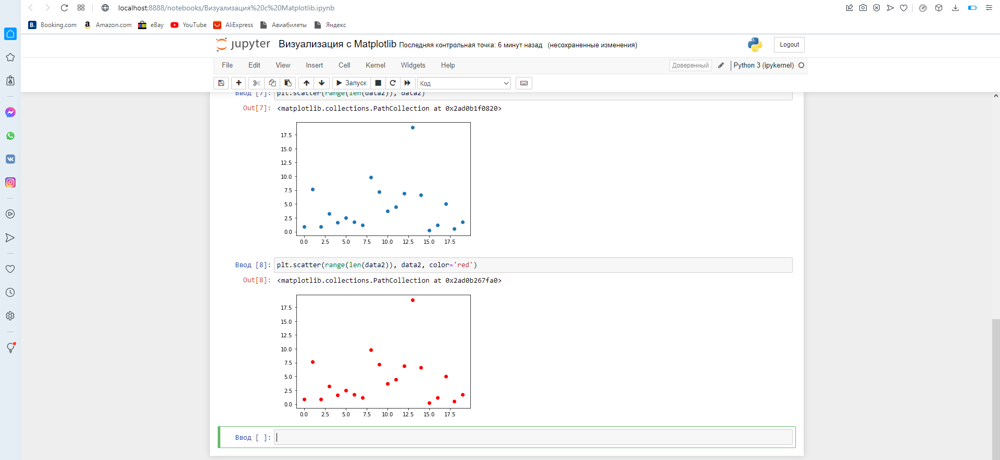 localhost:8888/notebooks/Визуализация%20с%20Matplotlib.ipynb
Booking.com Amazon.com eBay YouTube AliExpress Авиабилеты Яндекс
jupyter Визуализация с Matplotlib Последняя контрольная точка: 6 минут назад (несохраненные изменения) Logout
File Edit View Insert Cell Kernel Widgets Help Доверенный Python 3 (ipykernel)
Запуск Код
Ввод [7]: plt.scatter(range(len(data2)), data2)
Out[7]: <matplotlib.collections.PathCollection at 0x2ad0b1f0820>
17.5
15.0
12.5
10.0
7.5
5.0
2.5
0.0
0.0 2.5 5.0 7.5 10.0 12.5 15.0 17.5
Ввод [8]: plt.scatter(range(len(data2)), data2, color='red')
Out[8]: <matplotlib.collections.PathCollection at 0x2ad0b267fa0>
17.5
15.0
12.5
10.0
7.5
5.0
2.5
0.0
0.0 2.5 5.0 7.5 10.0 12.5 15.0 17.5
Ввод [ ]: